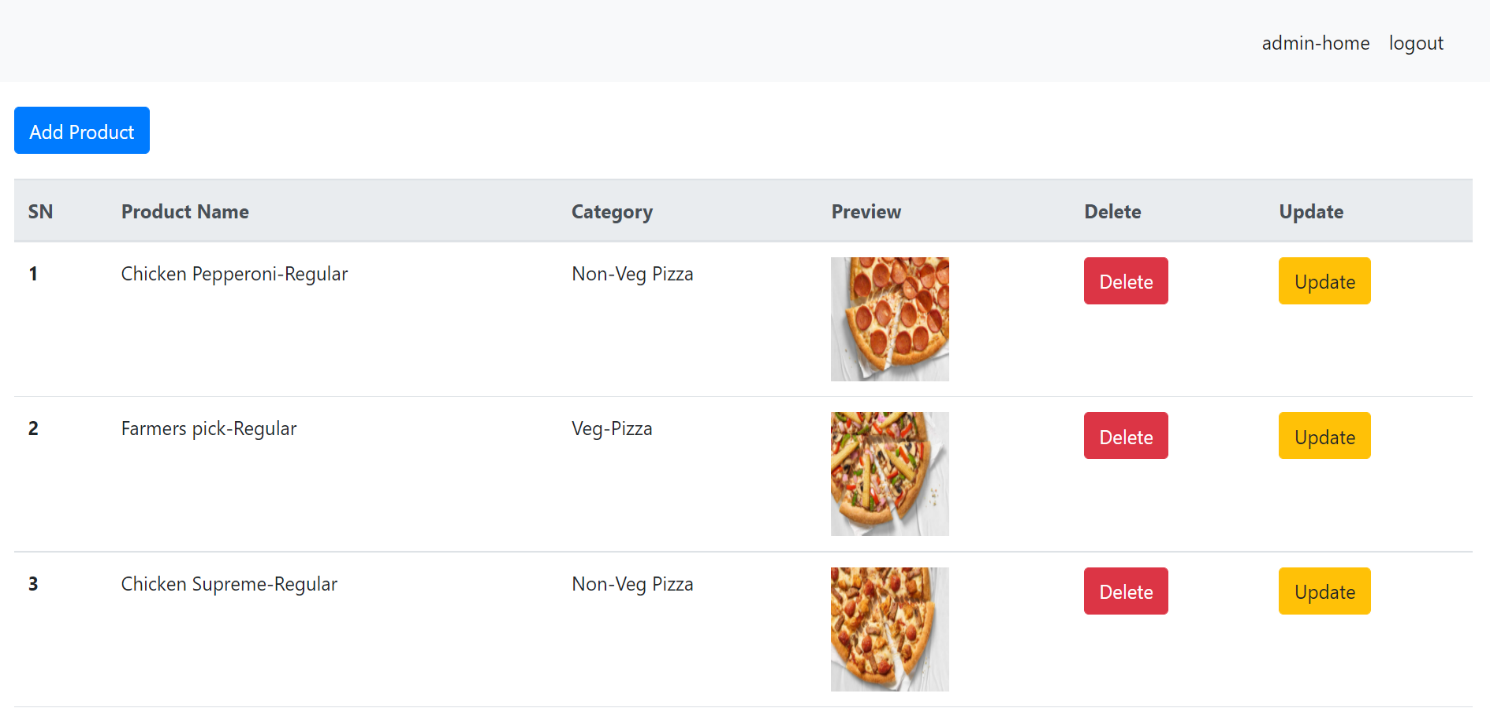 admin-home logout
Add Product
SN Product Name Category Preview Delete Update
1 Chicken Pepperoni-Regular Non-Veg Pizza Delete Update
2 Farmers pick-Regular Veg-Pizza Delete Update
3 Chicken Supreme-Regular Non-Veg Pizza Delete Update